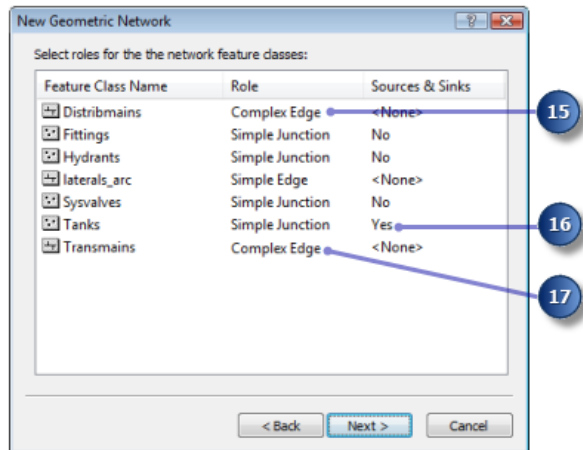 New Geometric Network
Select roles for the the network feature classes:
Feature Class Name Role Sources & Sinks
Distribmains Complex Edge <None> 15
Fittings Simple Junction No
Hydrants Simple Junction No
laterals_arc Simple Edge <None>
Sysvalves Simple Junction No
Tanks Simple Junction Yes 16
Transmains Complex Edge <None>
17
< Back Next > Cancel